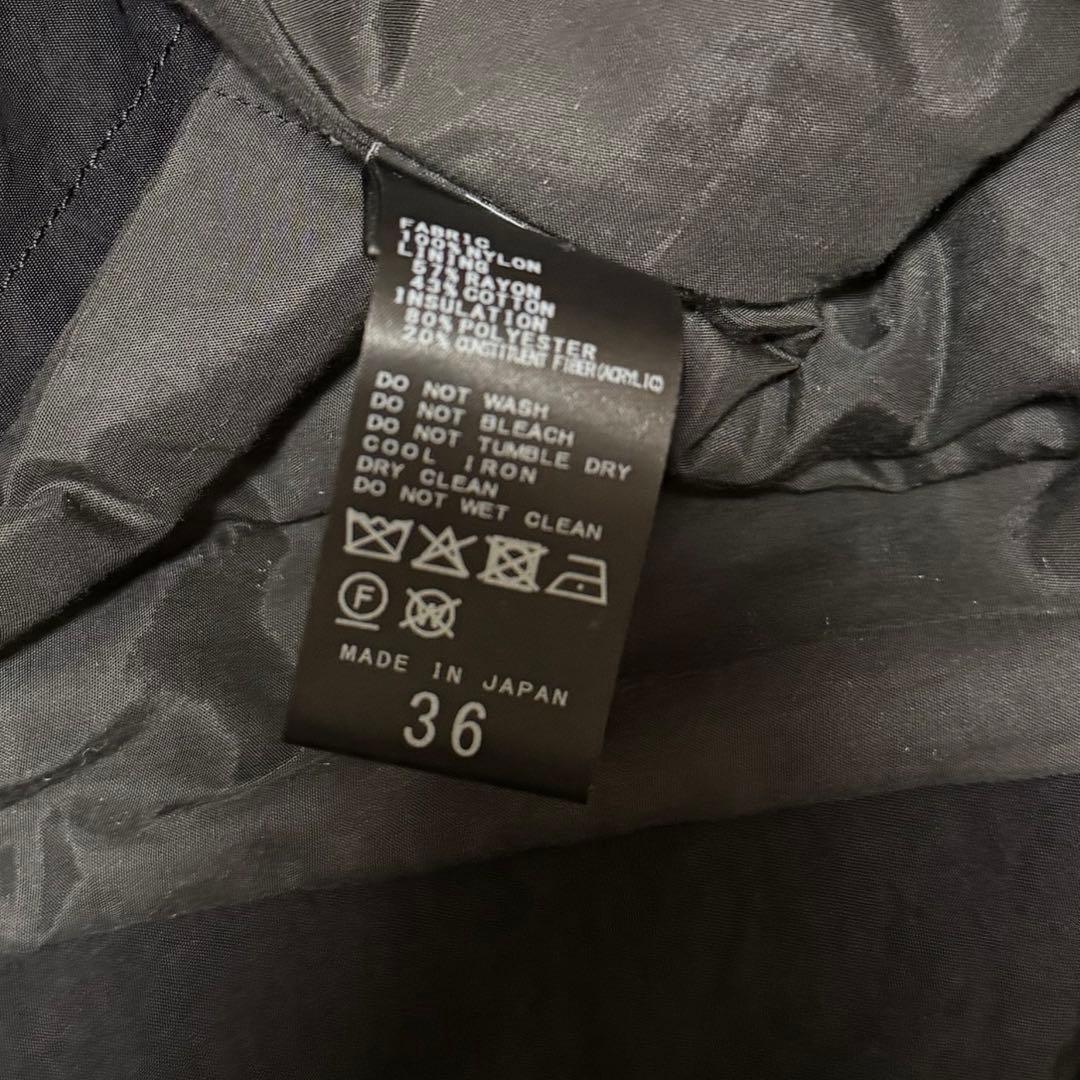 FABRIC
100% NYLON
LINING
57% RAYON
43% COTTON
INSULATION
80% POLYESTER
20% CONSTITUENT FIBER(ACRYLIC)
DO NOT WASH
DO NOT BLEACH
DO NOT TUMBLE DRY
COOL IRON
DRY CLEAN
DO NOT WET CLEAN
F W
MADE IN JAPAN
36